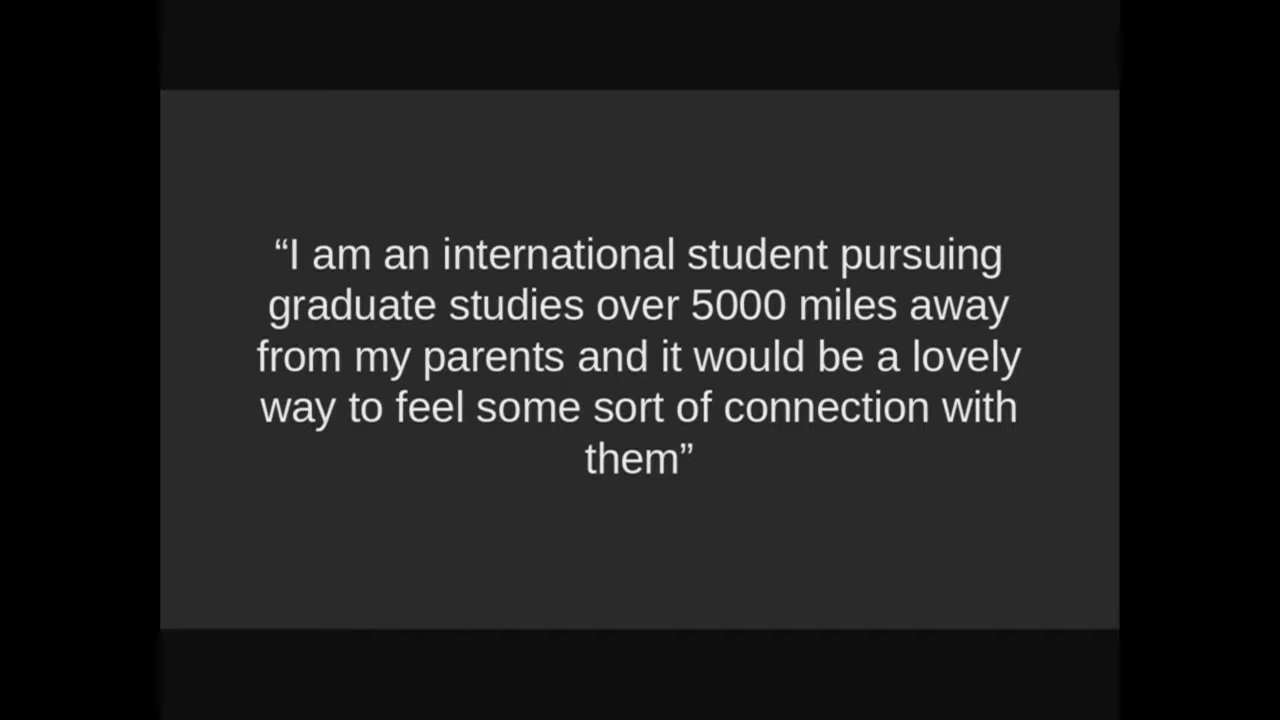 “I am an international student pursuing
graduate studies over 5000 miles away
from my parents and it would be a lovely
way to feel some sort of connection with
them”